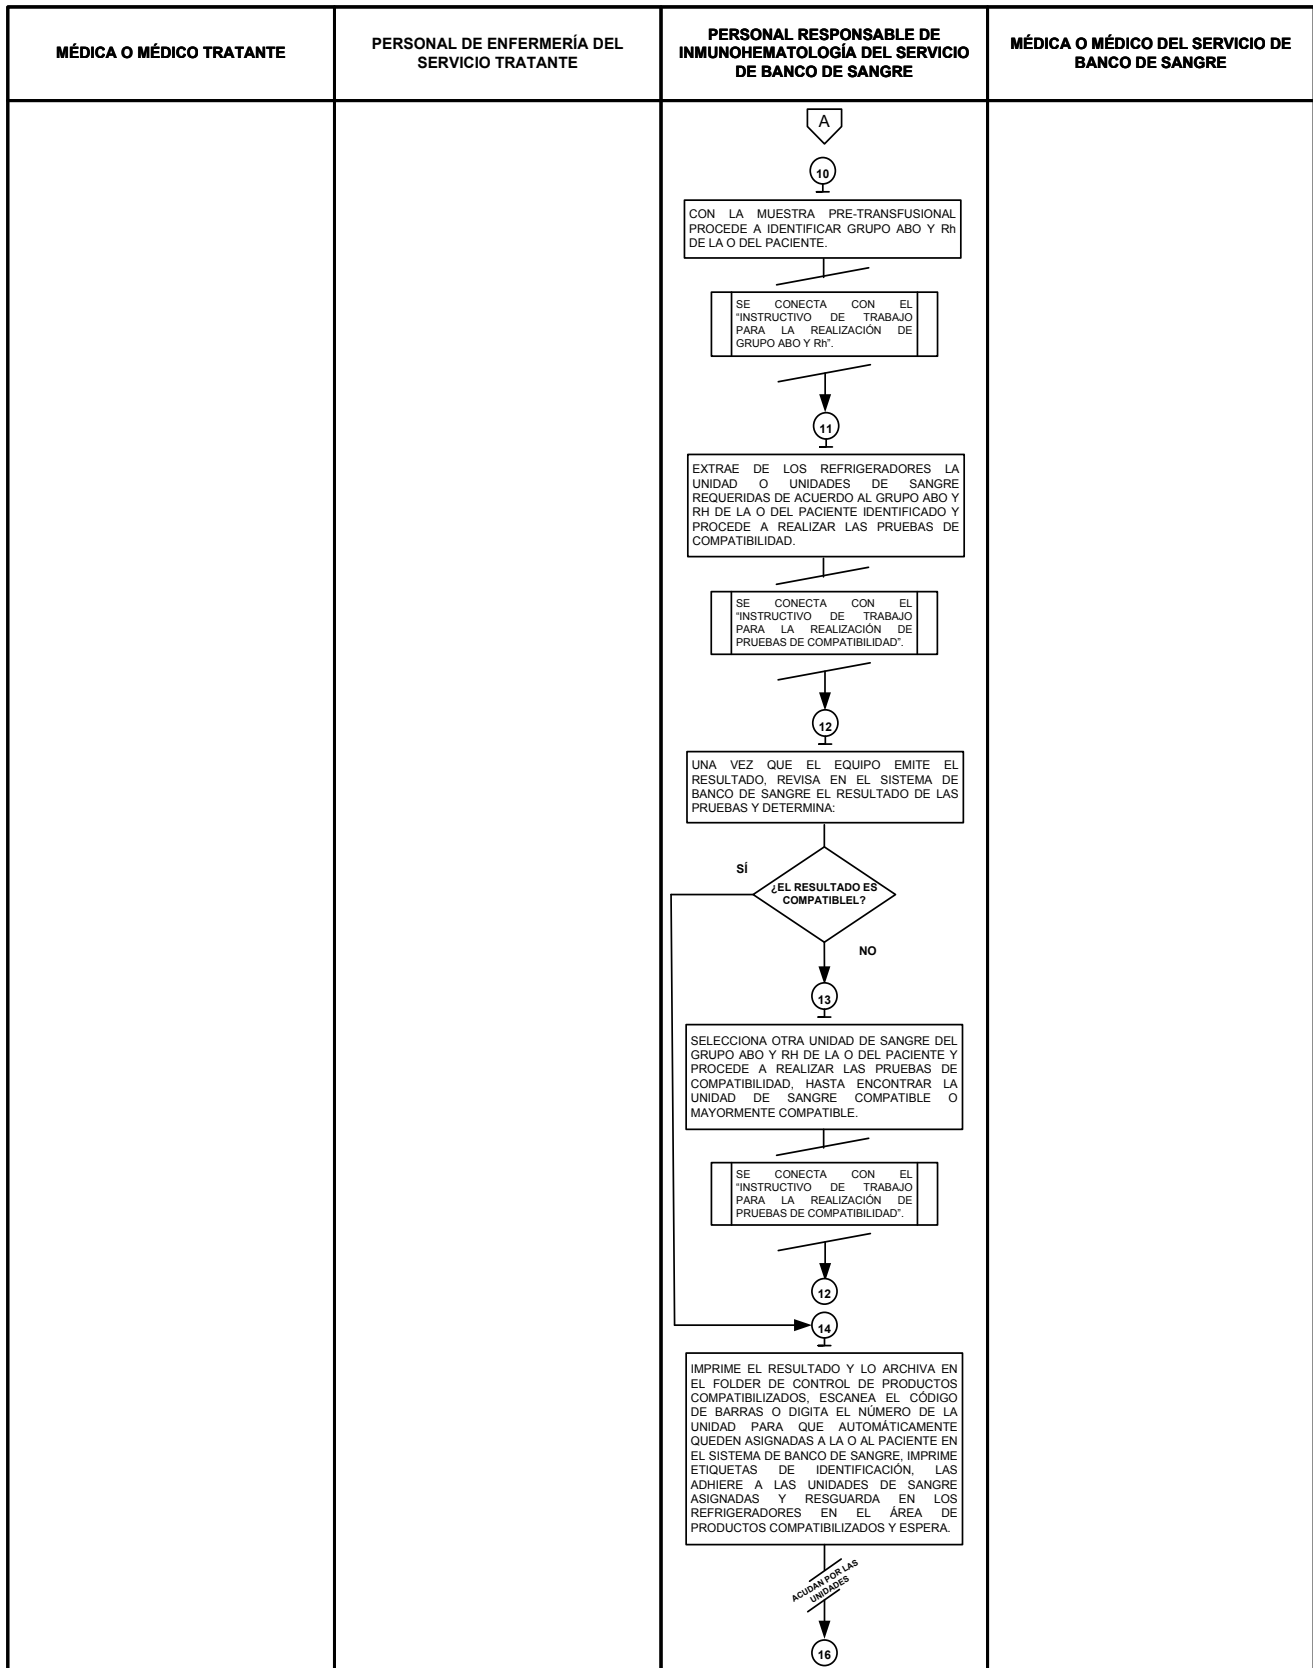 MÉDICA O MÉDICO TRATANTE
PERSONAL DE ENFERMERÍA DEL
SERVICIO TRATANTE
PERSONAL RESPONSABLE DE
INMUNOHEMATOLOGÍA DEL SERVICIO
DE BANCO DE SANGRE
MÉDICA O MÉDICO DEL SERVICIO DE
BANCO DE SANGRE
A
10
CON LA MUESTRA PRE-TRANSFUSIONAL
PROCEDE A IDENTIFICAR GRUPO ABO Y Rh
DE LA O DEL PACIENTE.
SE CONECTA CON EL
“INSTRUCTIVO DE TRABAJO
PARA LA REALIZACIÓN DE
GRUPO ABO Y Rh”.
11
EXTRAE DE LOS REFRIGERADORES LA
UNIDAD O UNIDADES DE SANGRE
REQUERIDAS DE ACUERDO AL GRUPO ABO Y
RH DE LA O DEL PACIENTE IDENTIFICADO Y
PROCEDE A REALIZAR LAS PRUEBAS DE
COMPATIBILIDAD.
SE CONECTA CON EL
“INSTRUCTIVO DE TRABAJO
PARA LA REALIZACIÓN DE
PRUEBAS DE COMPATIBILIDAD”.
12
UNA VEZ QUE EL EQUIPO EMITE EL
RESULTADO, REVISA EN EL SISTEMA DE
BANCO DE SANGRE EL RESULTADO DE LAS
PRUEBAS Y DETERMINA:
SÍ
¿EL RESULTADO ES
COMPATIBLEL?
NO
13
SELECCIONA OTRA UNIDAD DE SANGRE DEL
GRUPO ABO Y RH DE LA O DEL PACIENTE Y
PROCEDE A REALIZAR LAS PRUEBAS DE
COMPATIBILIDAD, HASTA ENCONTRAR LA
UNIDAD DE SANGRE COMPATIBLE O
MAYORMENTE COMPATIBLE.
SE CONECTA CON EL
“INSTRUCTIVO DE TRABAJO
PARA LA REALIZACIÓN DE
PRUEBAS DE COMPATIBILIDAD”.
12
14
IMPRIME EL RESULTADO Y LO ARCHIVA EN
EL FOLDER DE CONTROL DE PRODUCTOS
COMPATIBILIZADOS, ESCANEA EL CÓDIGO
DE BARRAS O DIGITA EL NÚMERO DE LA
UNIDAD PARA QUE AUTOMÁTICAMENTE
QUEDEN ASIGNADAS A LA O AL PACIENTE EN
EL SISTEMA DE BANCO DE SANGRE, IMPRIME
ETIQUETAS DE IDENTIFICACIÓN, LAS
ADHIERE A LAS UNIDADES DE SANGRE
ASIGNADAS Y RESGUARDA EN LOS
REFRIGERADORES EN EL ÁREA DE
PRODUCTOS COMPATIBILIZADOS Y ESPERA.
ACUDAN POR LAS
UNIDADES
16